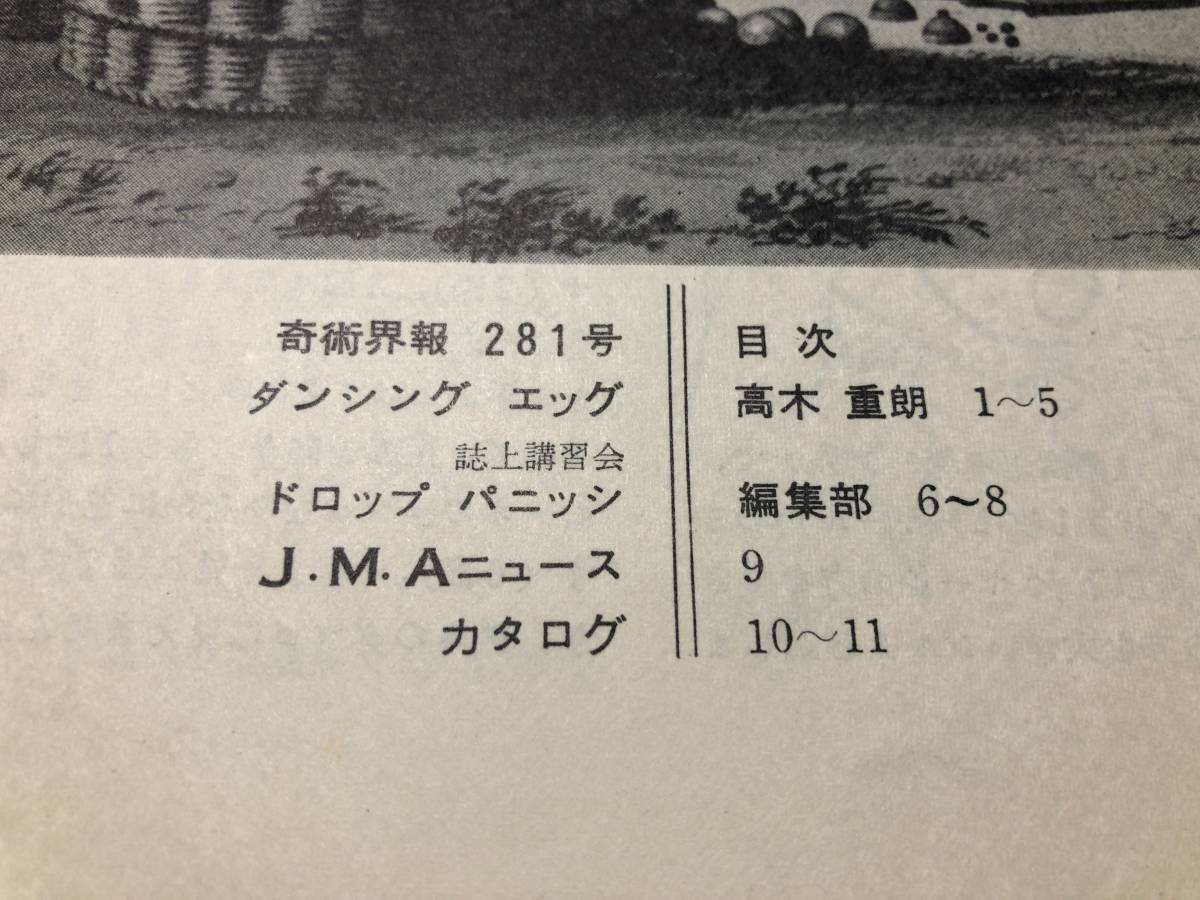 奇術界報 281号 目次
ダンシング エッグ 高木 重朗 1〜5
誌上講習会
ドロップ パニッシ 編集部 6〜8
J.M.Aニュース 9
カタログ 10〜11